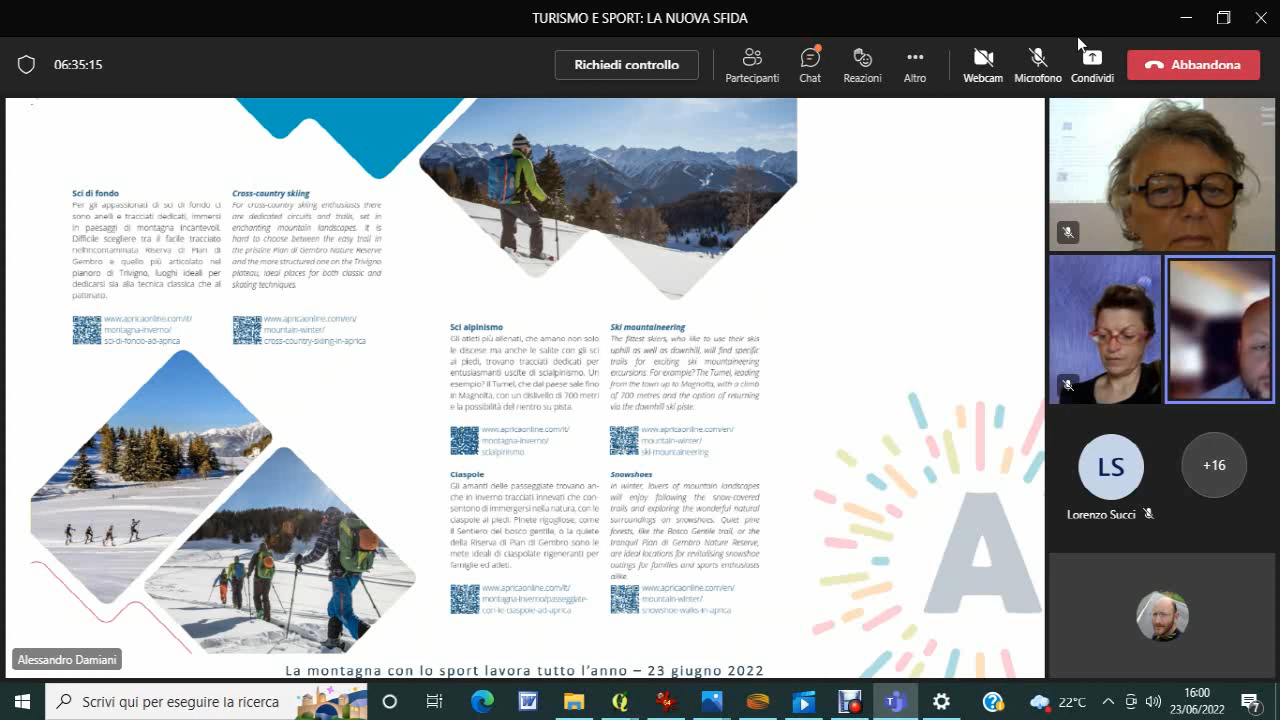 TURISMO E SPORT: LA NUOVA SFIDA
06:35:15
Richiedi controllo
Partecipanti
Chat
Reazioni
Altro
Webcam
Microfono
Condividi
Abbandona
Sci di fondo
Per gli appassionati di sci di fondo ci
sono anelli e tracciati dedicati, immersi
in paesaggi di montagna incantevoli.
Difficile scegliere tra il facile tracciato
nell'incontaminata Riserva di Pian di
Gembro e quello più articolato nel
pianoro di Trivigno, luoghi ideali per
dedicarsi sia alla tecnica classica che al
pattinato.
www.apricaonline.com/it/
montagna-inverno/
sci-di-fondo-ad-aprica
Cross-country skiing
For cross-country skiing enthusiasts there
are dedicated circuits and trails, set in
enchanting mountain landscapes. It is
hard to choose between the easy trail in
the pristine Pian di Gembro Nature Reserve
and the more structured one on the Trivigno
plateau, ideal places for both classic and
skating techniques.
www.apricaonline.com/en/
mountain-winter/
cross-country-skiing-in-aprica
Sci alpinismo
Gli atleti più allenati, che amano non solo
le discese ma anche le salite con gli sci
ai piedi, trovano tracciati dedicati per
entusiasmanti uscite di scialpinismo. Un
esempio? Il Tumel, che dal paese sale fino
in Magnolta, con un dislivello di 700 metri
e la possibilità del rientro su pista.
www.apricaonline.com/it/
montagna-inverno/
scialpinismo
Ski mountaineering
The fittest skiers, who like to use their skis
uphill as well as downhill, will find specific
trails for exciting ski mountaineering
excursions. For example? The Tumel, leading
from the town up to Magnolta, with a climb
of 700 metres and the option of returning
via the downhill ski piste.
www.apricaonline.com/en/
mountain-winter/
ski-mountaineering
Ciaspole
Gli amanti delle passeggiate trovano an-
che in inverno tracciati innevati che con-
sentono di immergersi nella natura, con le
ciaspole ai piedi. Pinete rigogliose, come
il Sentiero del bosco gentile, o la quiete
della Riserva di Pian di Gembro sono le
mete ideali di ciaspolate rigeneranti per
famiglie ed atleti.
www.apricaonline.com/it/
montagna-inverno/passeggiate-
con-le-ciaspole-ad-aprica
Snowshoes
In winter, lovers of mountain landscapes
will enjoy following the snow-covered
trails and exploring the wonderful natural
surroundings on snowshoes. Quiet pine
forests, like the Bosco Gentile trail, or the
tranquil Pian di Gembro Nature Reserve,
are ideal locations for revitalising snowshoe
outings for families and sports enthusiasts
alike.
www.apricaonline.com/en/
mountain-winter/
snowshoe-walks-in-aprica
A
LS
+16
Lorenzo Succi
Alessandro Damiani
La montagna con lo sport lavora tutto l'anno – 23 giugno 2022
Scrivi qui per eseguire la ricerca
22°C
16:00
23/06/2022
7